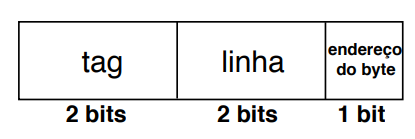 tag
linha
endereço
do byte
2 bits
2 bits
1 bit